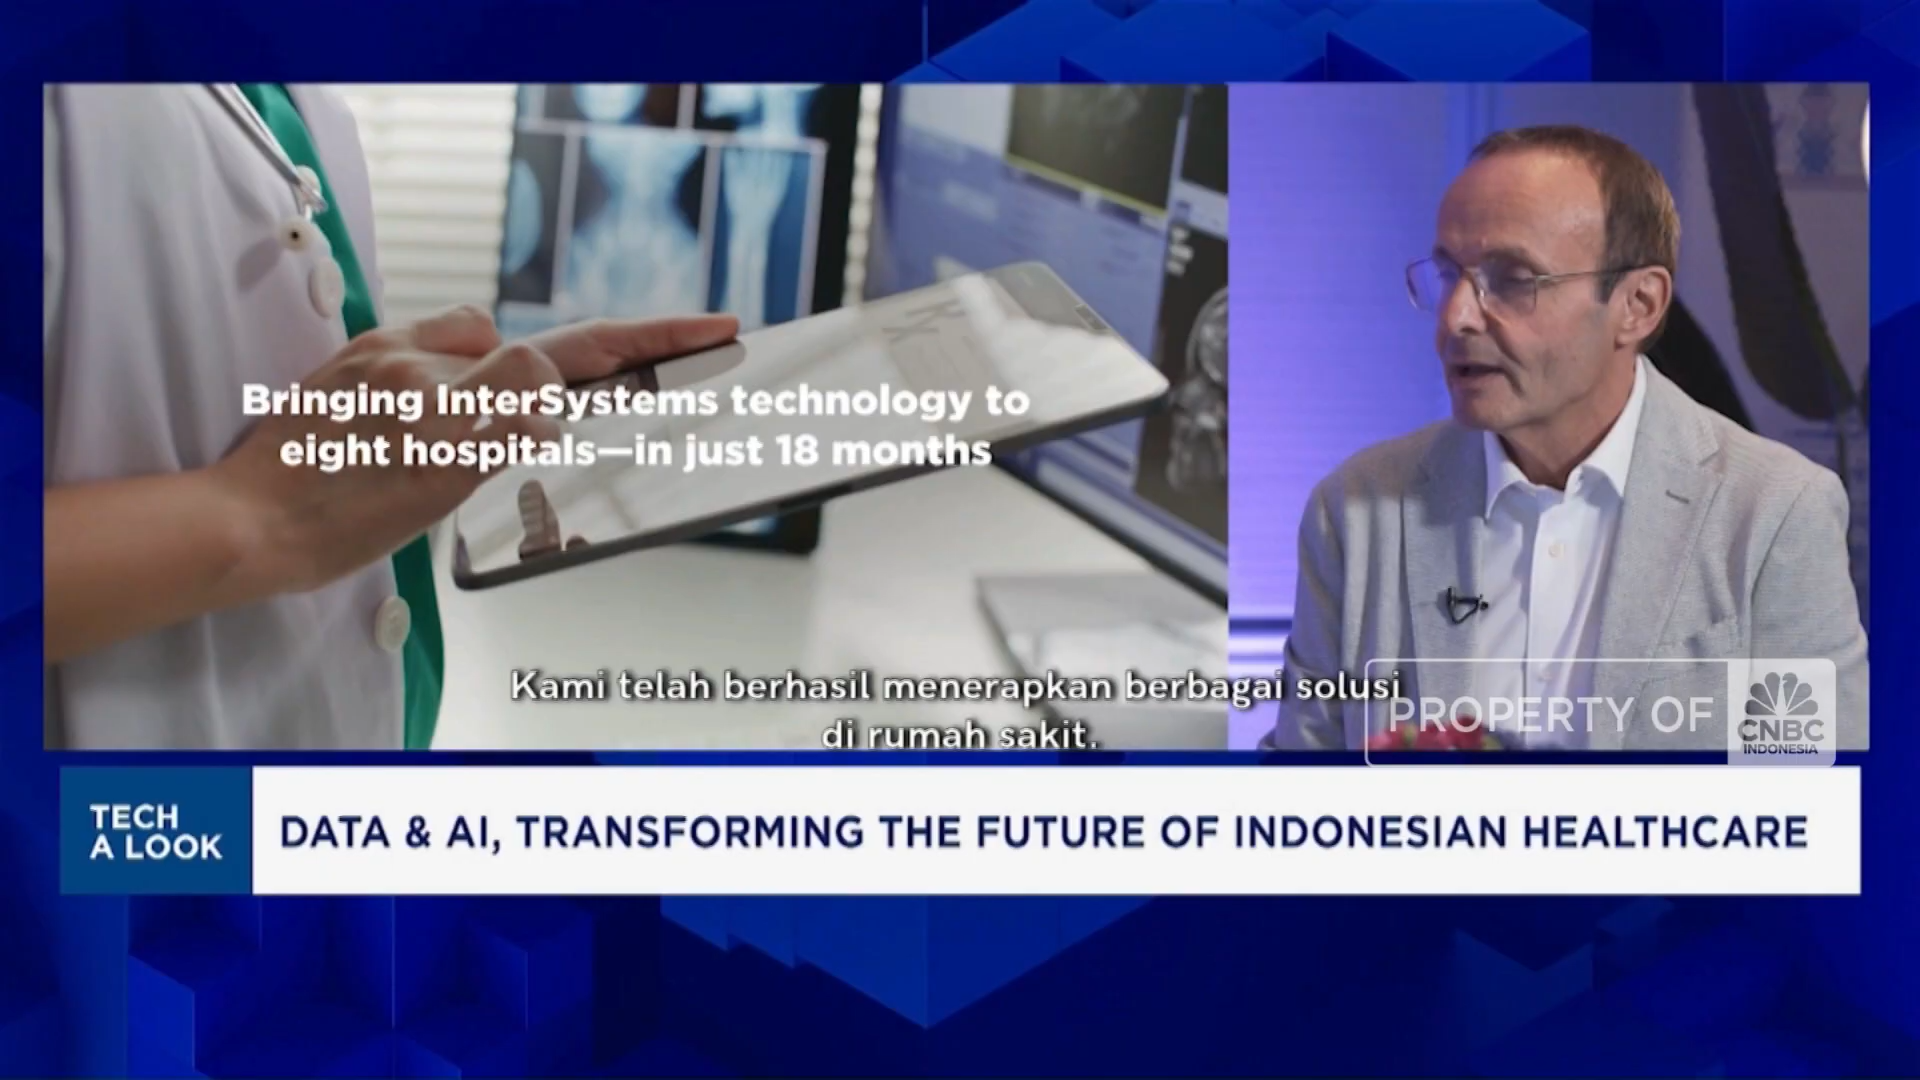 Bringing InterSystems technology to
eight hospitals—in just 18 months
Kami telah berhasil menerapkan berbagai solusi
di rumah sakit.
PROPERTY OF
CNBC
INDONESIA
TECH
A LOOK
DATA & AI, TRANSFORMING THE FUTURE OF INDONESIAN HEALTHCARE